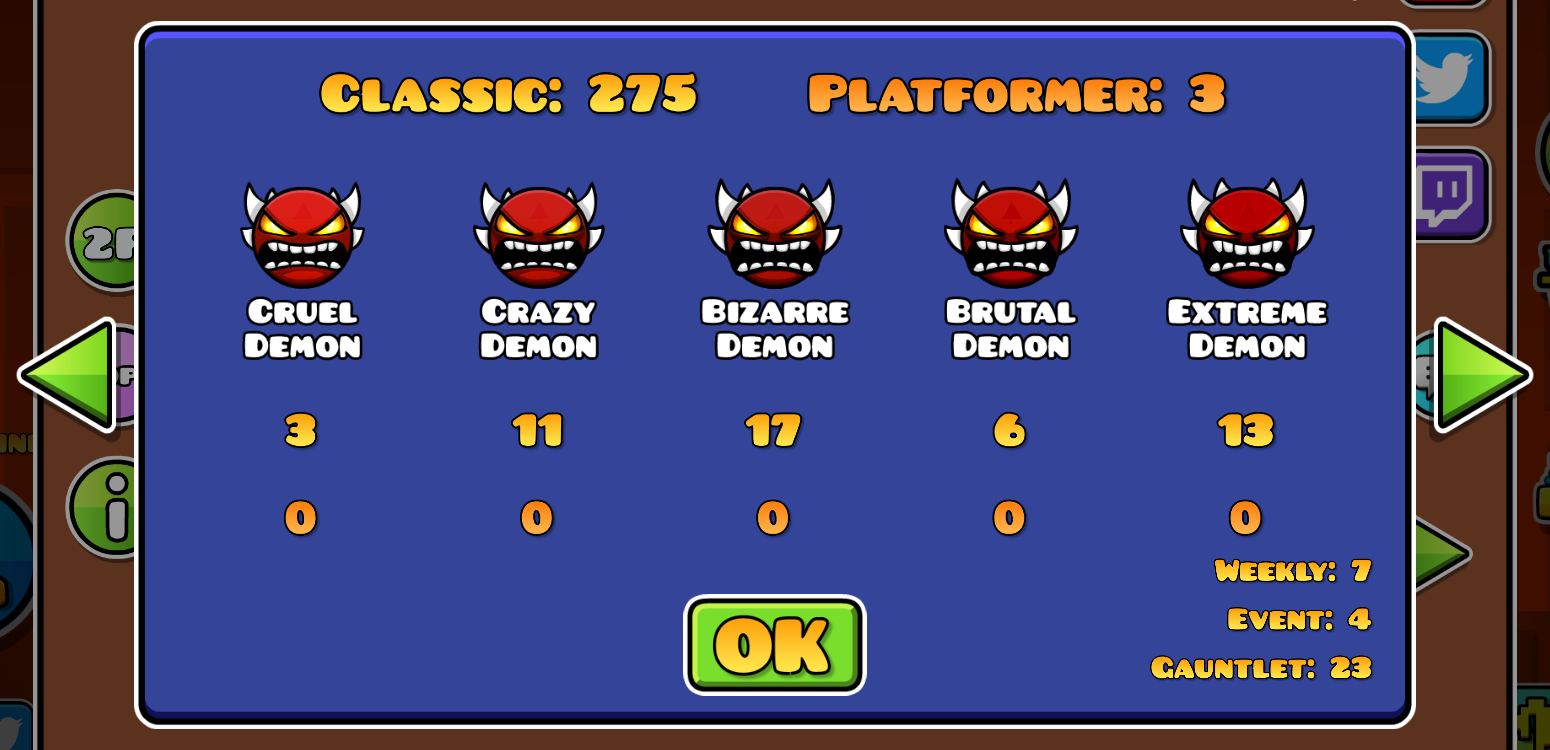 Classic: 275 Platformer: 3
Cruel Demon
Crazy Demon
Bizarre Demon
Brutal Demon
Extreme Demon
3 11 17 6 13
0 0 0 0 0
Weekly: 7
Event: 4
Gauntlet: 23
OK